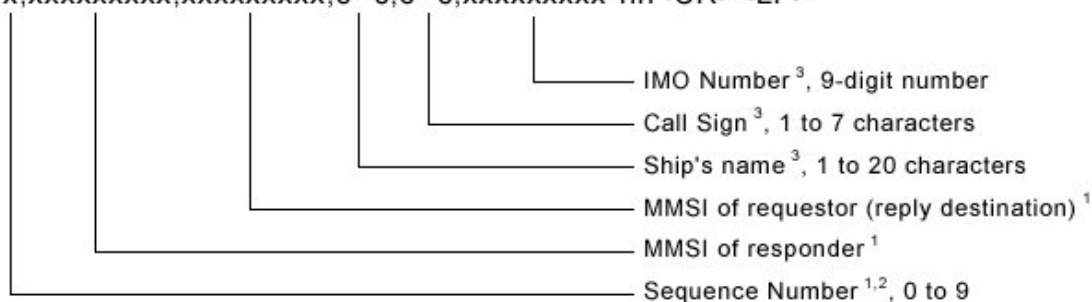 IMO Number ³, 9-digit number
Call Sign ³, 1 to 7 characters
Ship's name ³, 1 to 20 characters
MMSI of requestor (reply destination) ¹
MMSI of responder ¹
Sequence Number ¹,², 0 to 9